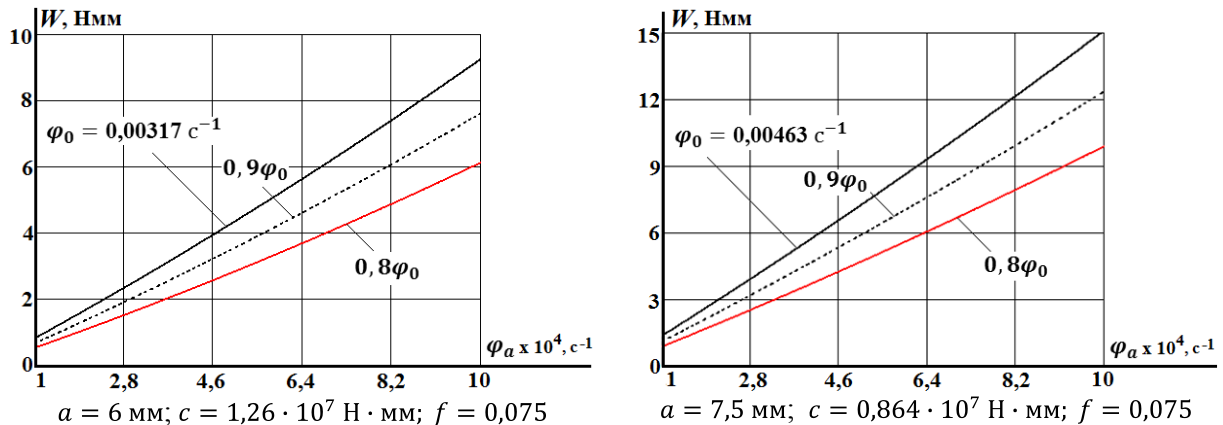 W, Нмм
10
8
6
4
2
0
φ₀ = 0,00317 с⁻¹
0,9φ₀
0,8φ₀
φₐ x 10⁴, с⁻¹
1 2,8 4,6 6,4 8,2 10
a = 6 мм; c = 1,26 · 10⁷ Н · мм; f = 0,075
W, Нмм
15
12
9
6
3
0
φ₀ = 0,00463 с⁻¹
0,9φ₀
0,8φ₀
φₐ x 10⁴, с⁻¹
1 2,8 4,6 6,4 8,2 10
a = 7,5 мм; c = 0,864 · 10⁷ Н · мм; f = 0,075